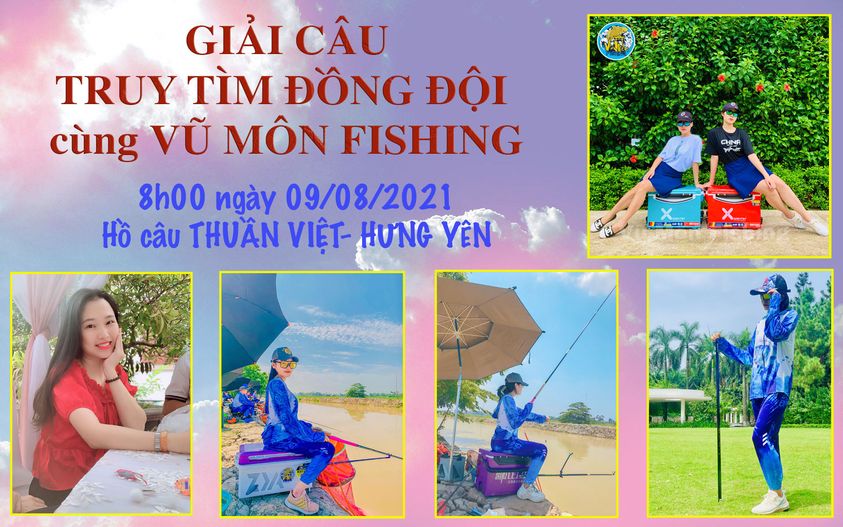 GIẢI CÂU
TRUY TÌM ĐỒNG ĐỘI
cùng VŨ MÔN FISHING
8h00 ngày 09/08/2021
Hồ câu THUẦN VIỆT- HƯNG YÊN
CHNA
X
X